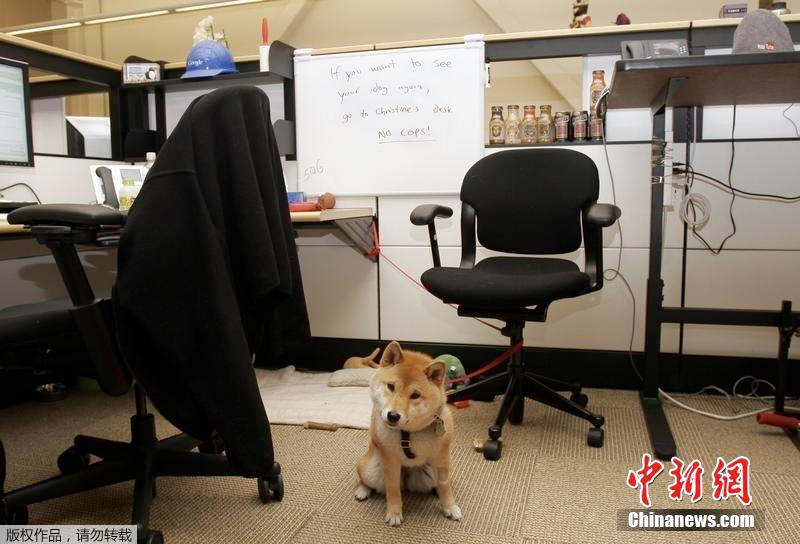 Google
If you want to see
your dog again,
go to Christine's desk
NO COPS!
506
YouTube
中新网
Chinanews.com
版权作品，请勿转载